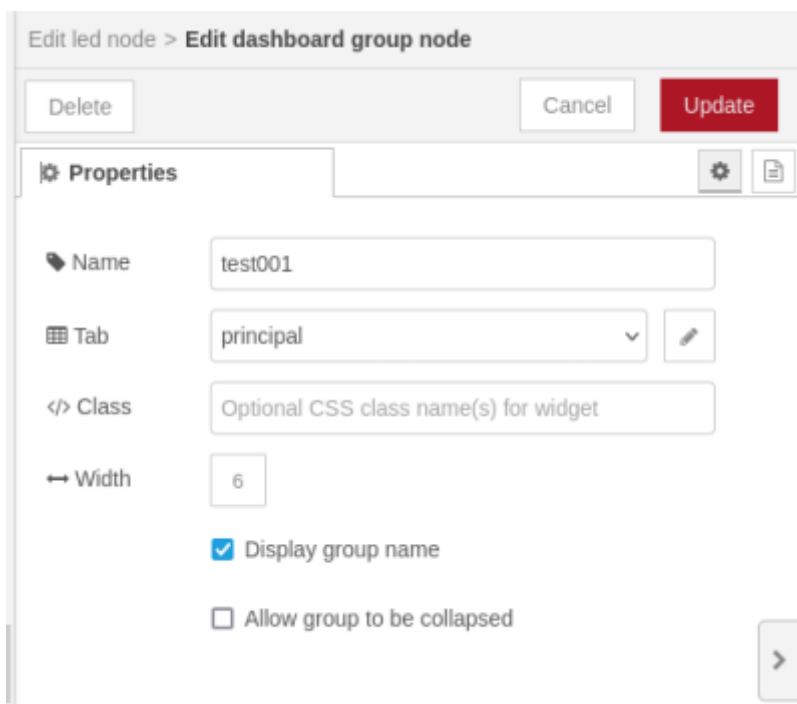 Edit led node > Edit dashboard group node
Delete Cancel Update
Properties
Name test001
Tab principal
</> Class Optional CSS class name(s) for widget
Width 6
Display group name
Allow group to be collapsed